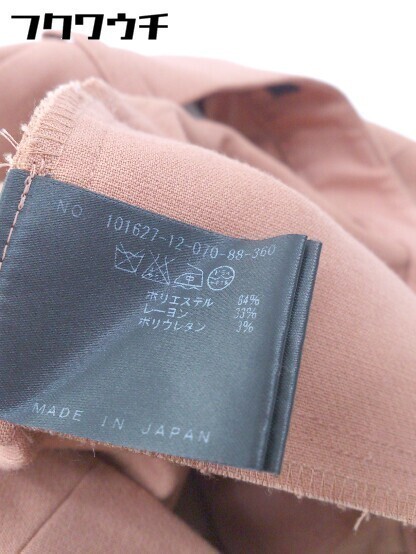 フクワウチ
NO. 101627-12-070-88-360
中
ポリエステル 64%
レーヨン 33%
ポリウレタン 3%
MADE IN JAPAN